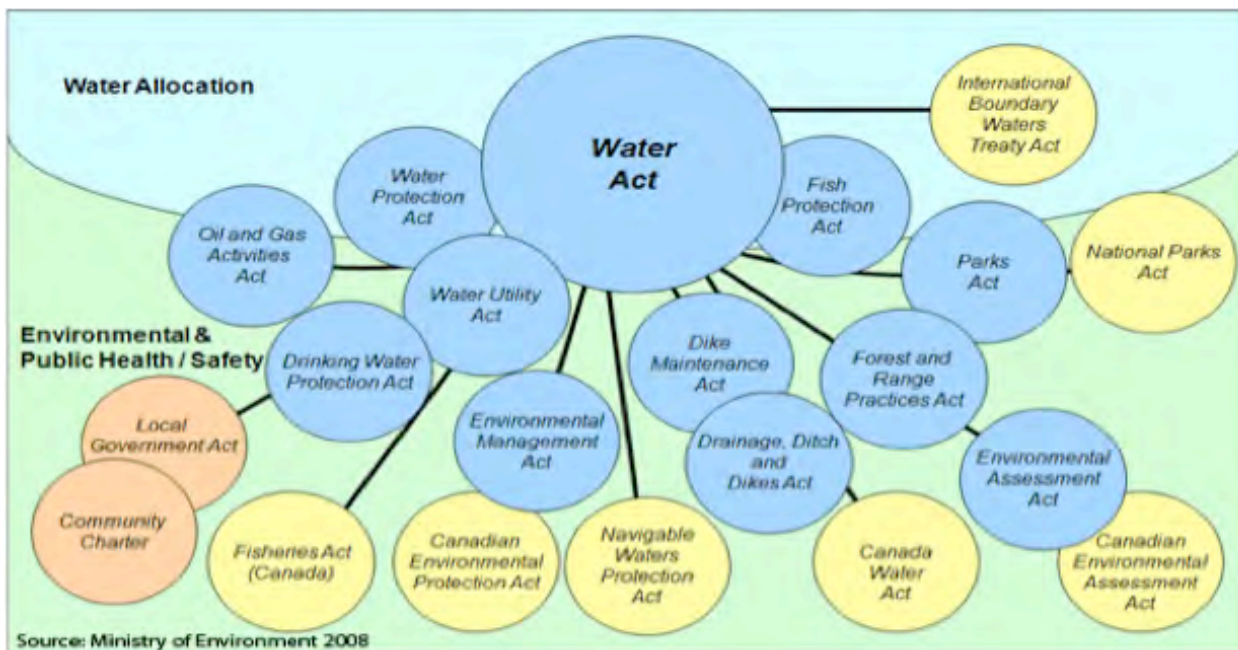 Water Allocation
Water
Act
International
Boundary
Waters
Treaty Act
Water
Protection
Act
Fish
Protection
Act
Oil and Gas
Activities
Act
Parks
Act
National Parks
Act
Water Utility
Act
Environmental &
Public Health / Safety
Drinking Water
Protection Act
Dike
Maintenance
Act
Forest and
Range
Practices Act
Local
Government Act
Environmental
Management
Act
Drainage, Ditch
and
Dikes Act
Environmental
Assessment
Act
Community
Charter
Fisheries Act
(Canada)
Canadian
Environmental
Protection Act
Navigable
Waters
Protection
Act
Canada
Water
Act
Canadian
Environmental
Assessment
Act
Source: Ministry of Environment 2008